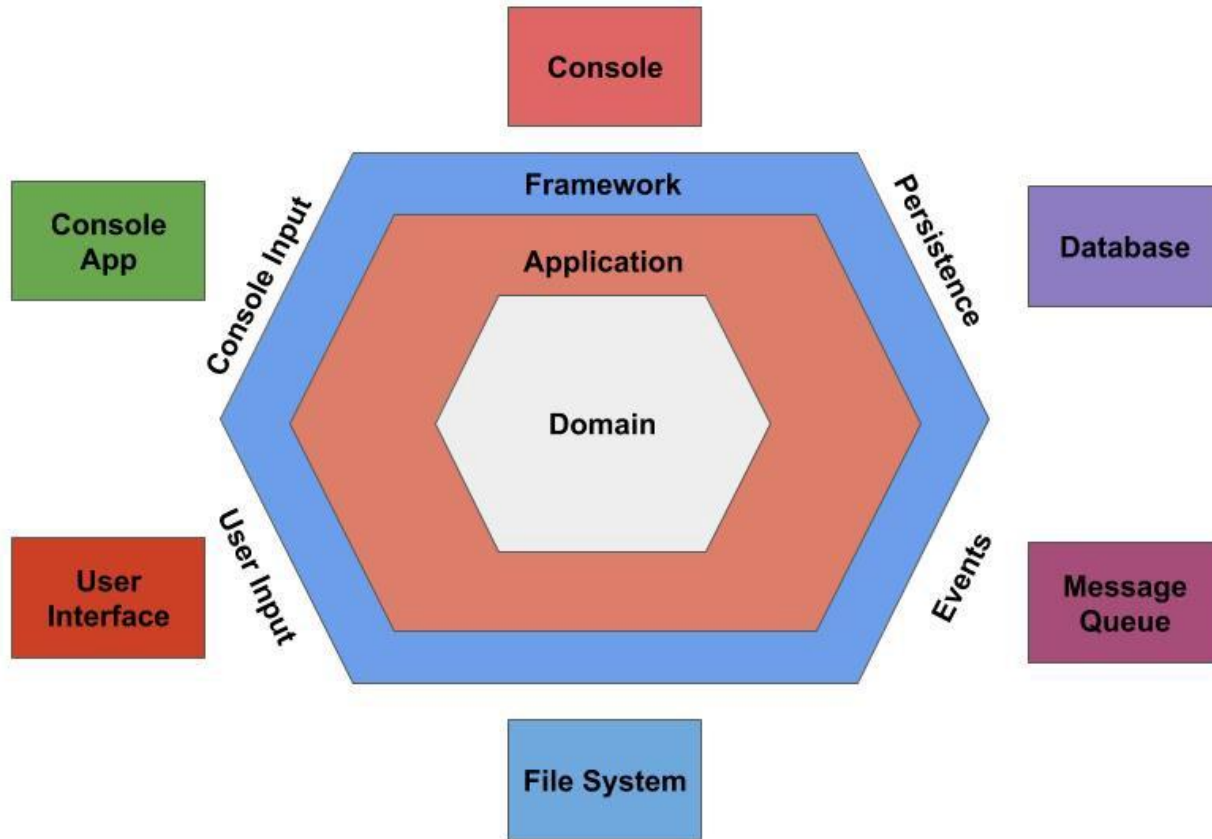 Console
Framework
Console Input
Persistence
Console
App
Application
Database
Domain
User Input
Events
User
Interface
Message
Queue
File System